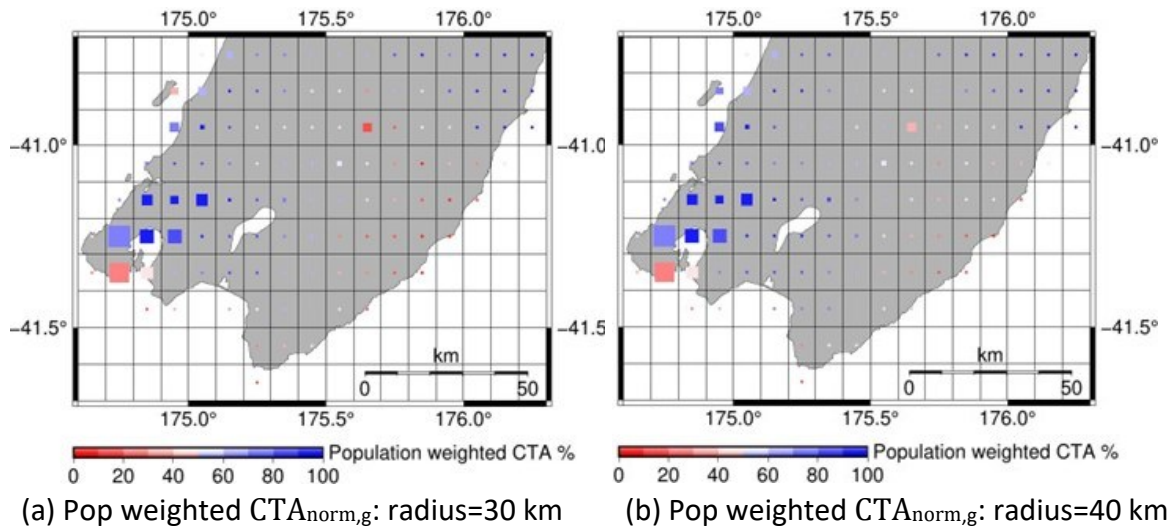 175.0° 175.5° 176.0° 175.0° 175.5° 176.0°
−41.0° −41.0°
−41.5° −41.5° −41.5°
km km
0 50 0 50
175.0° 175.5° 176.0° 175.0° 175.5° 176.0°
Population weighted CTA % Population weighted CTA %
0 20 40 60 80 100 0 20 40 60 80 100
(a) Pop weighted CTAnorm,g: radius=30 km (b) Pop weighted CTAnorm,g: radius=40 km